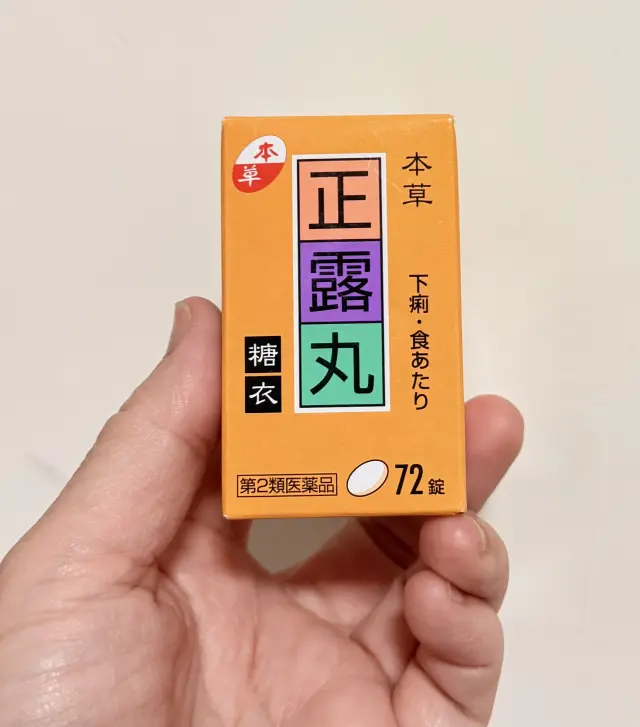 本草
本草
正露丸
下痢・食あたり
糖衣
第2類医薬品
72錠